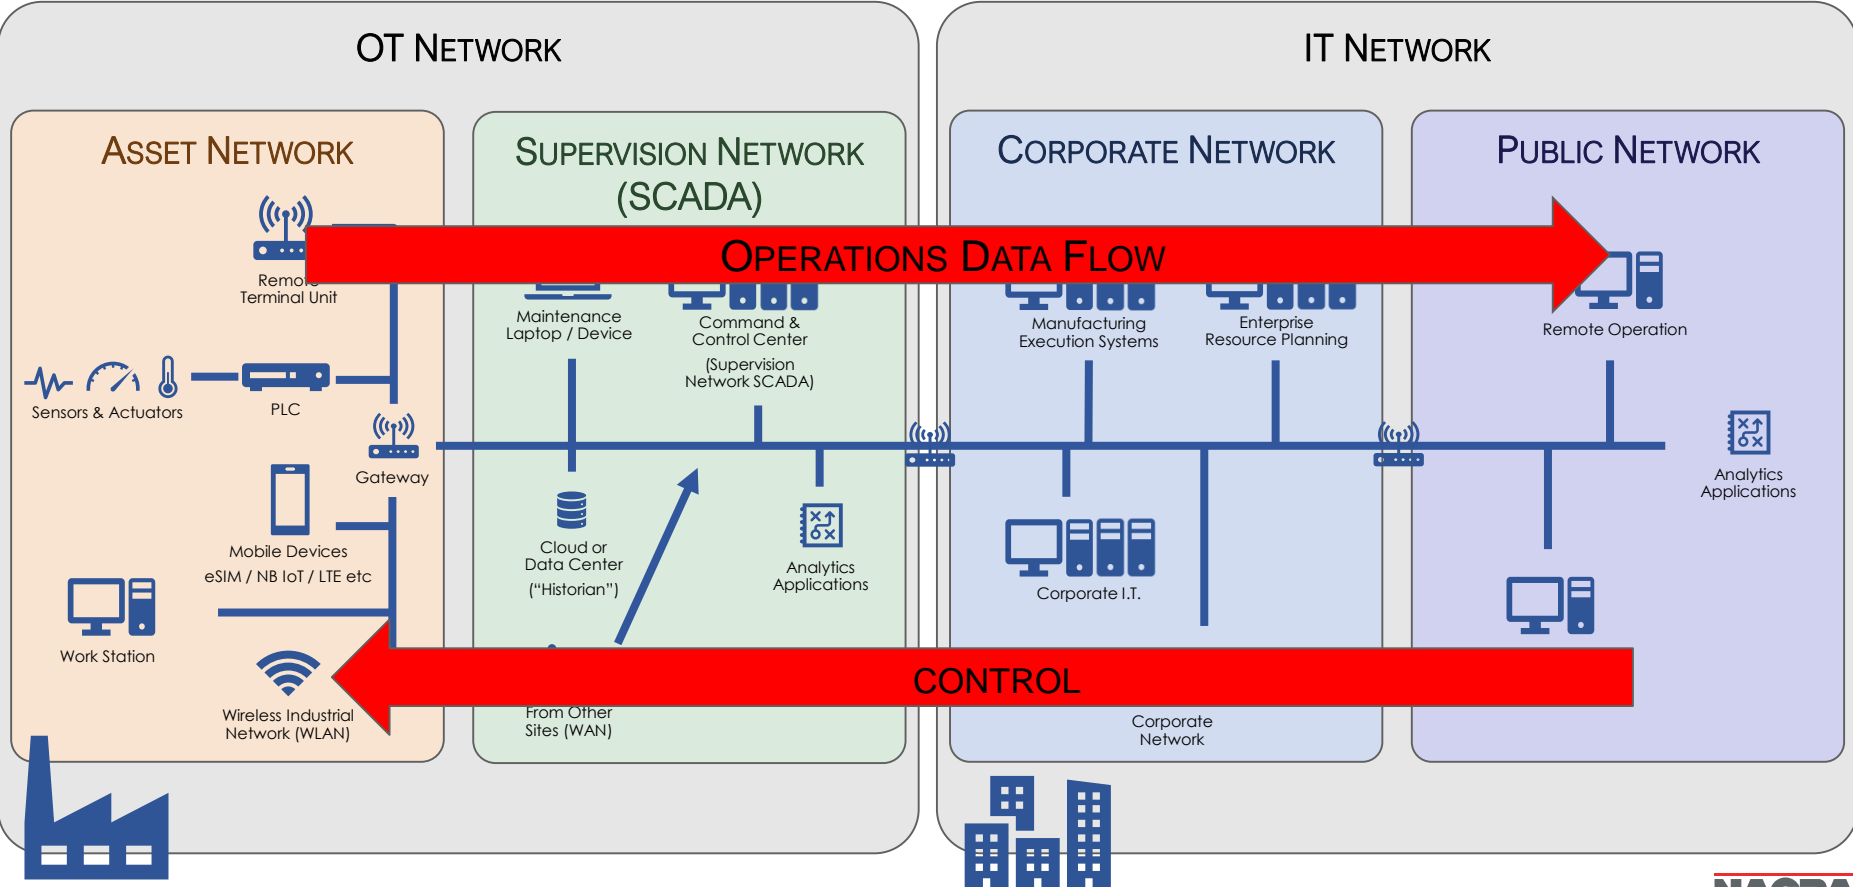 OT NETWORK
IT NETWORK
ASSET NETWORK
SUPERVISION NETWORK
(SCADA)
CORPORATE NETWORK
PUBLIC NETWORK
OPERATIONS DATA FLOW
Remote
Terminal Unit
Maintenance
Laptop / Device
Command &
Control Center
(Supervision
Network SCADA)
Manufacturing
Execution Systems
Enterprise
Resource Planning
Remote Operation
Sensors & Actuators
PLC
Gateway
Analytics
Applications
Mobile Devices
eSIM / NB IoT / LTE etc
Cloud or
Data Center
(“Historian”)
Analytics
Applications
Corporate I.T.
Work Station
CONTROL
Wireless Industrial
Network (WLAN)
From Other
Sites (WAN)
Corporate
Network